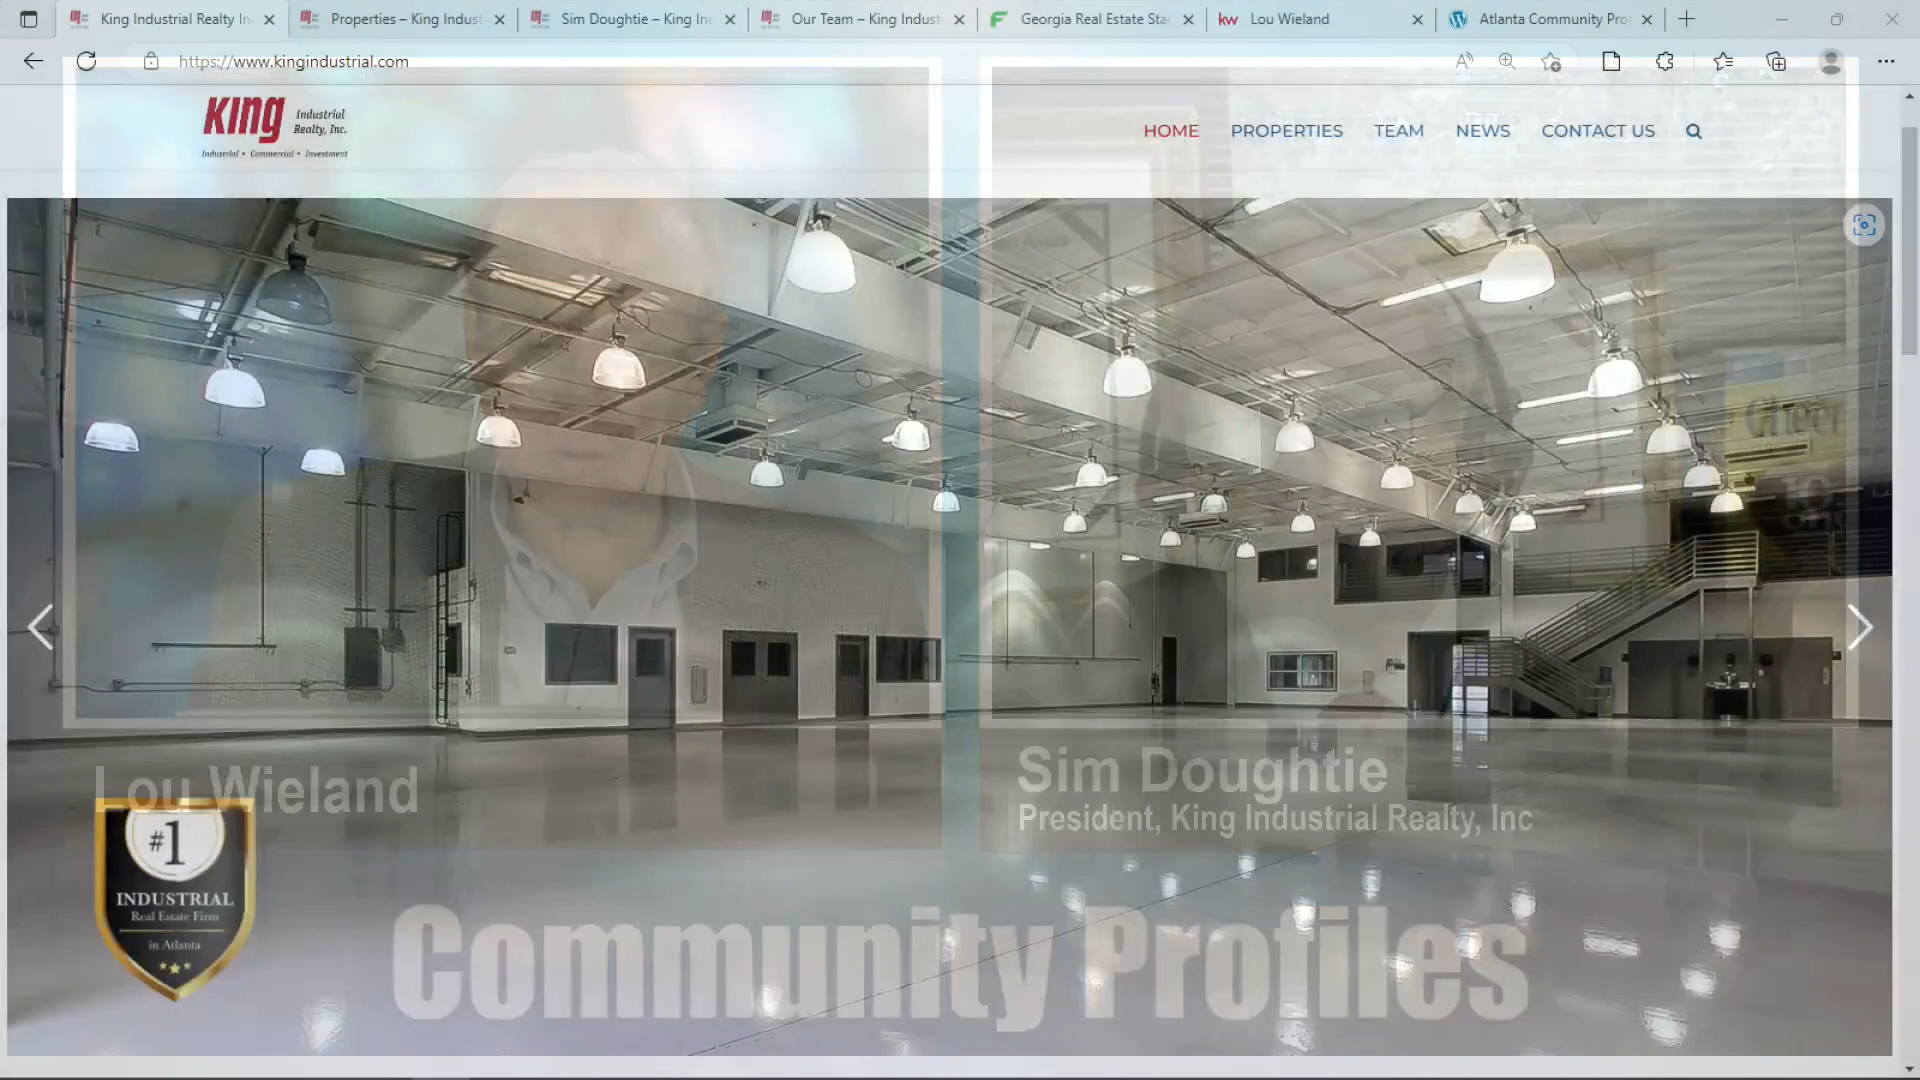 King Industrial Realty In
Properties – King Indust
Sim Doughtie – King In
Our Team – King Indust
Georgia Real Estate Sta
kw Lou Wieland
Atlanta Community Pro
https://www.kingindustrial.com
King Industrial
Realty, Inc.
Industrial • Commercial • Investment
HOME PROPERTIES TEAM NEWS CONTACT US
Cheer
Lou Wieland
Sim Doughtie
President, King Industrial Realty, Inc
#1
INDUSTRIAL
Real Estate Firm
in Atlanta
Community Profiles